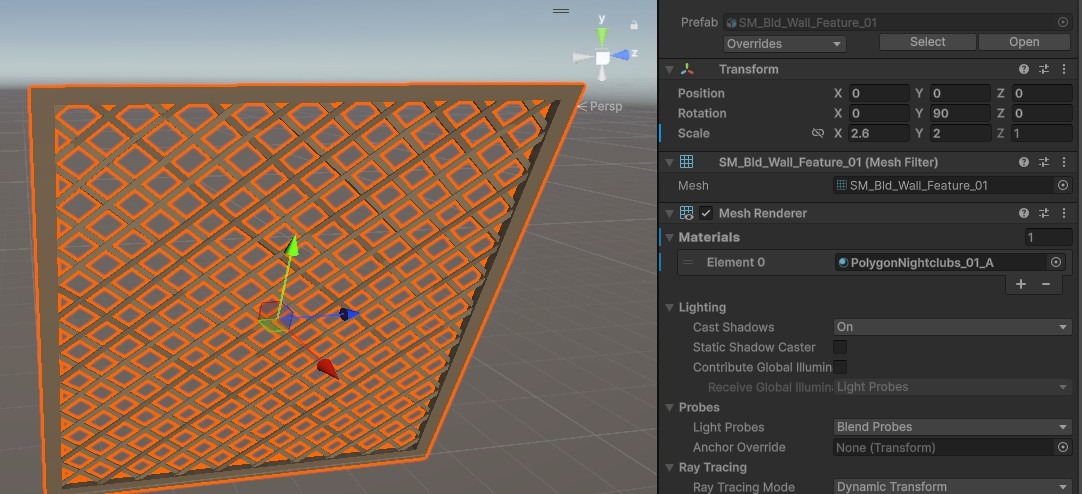 y
z
Persp
Prefab SM_Bld_Wall_Feature_01
Overrides Select Open
Transform
Position X 0 Y 0 Z 0
Rotation X 0 Y 90 Z 0
Scale X 2.6 Y 2 Z 1
SM_Bld_Wall_Feature_01 (Mesh Filter)
Mesh SM_Bld_Wall_Feature_01
Mesh Renderer
Materials 1
Element 0 PolygonNightclubs_01_A
+ −
Lighting
Cast Shadows On
Static Shadow Caster
Contribute Global Illumin
Receive Global Illumin Light Probes
Probes
Light Probes Blend Probes
Anchor Override None (Transform)
Ray Tracing
Ray Tracing Mode Dynamic Transform